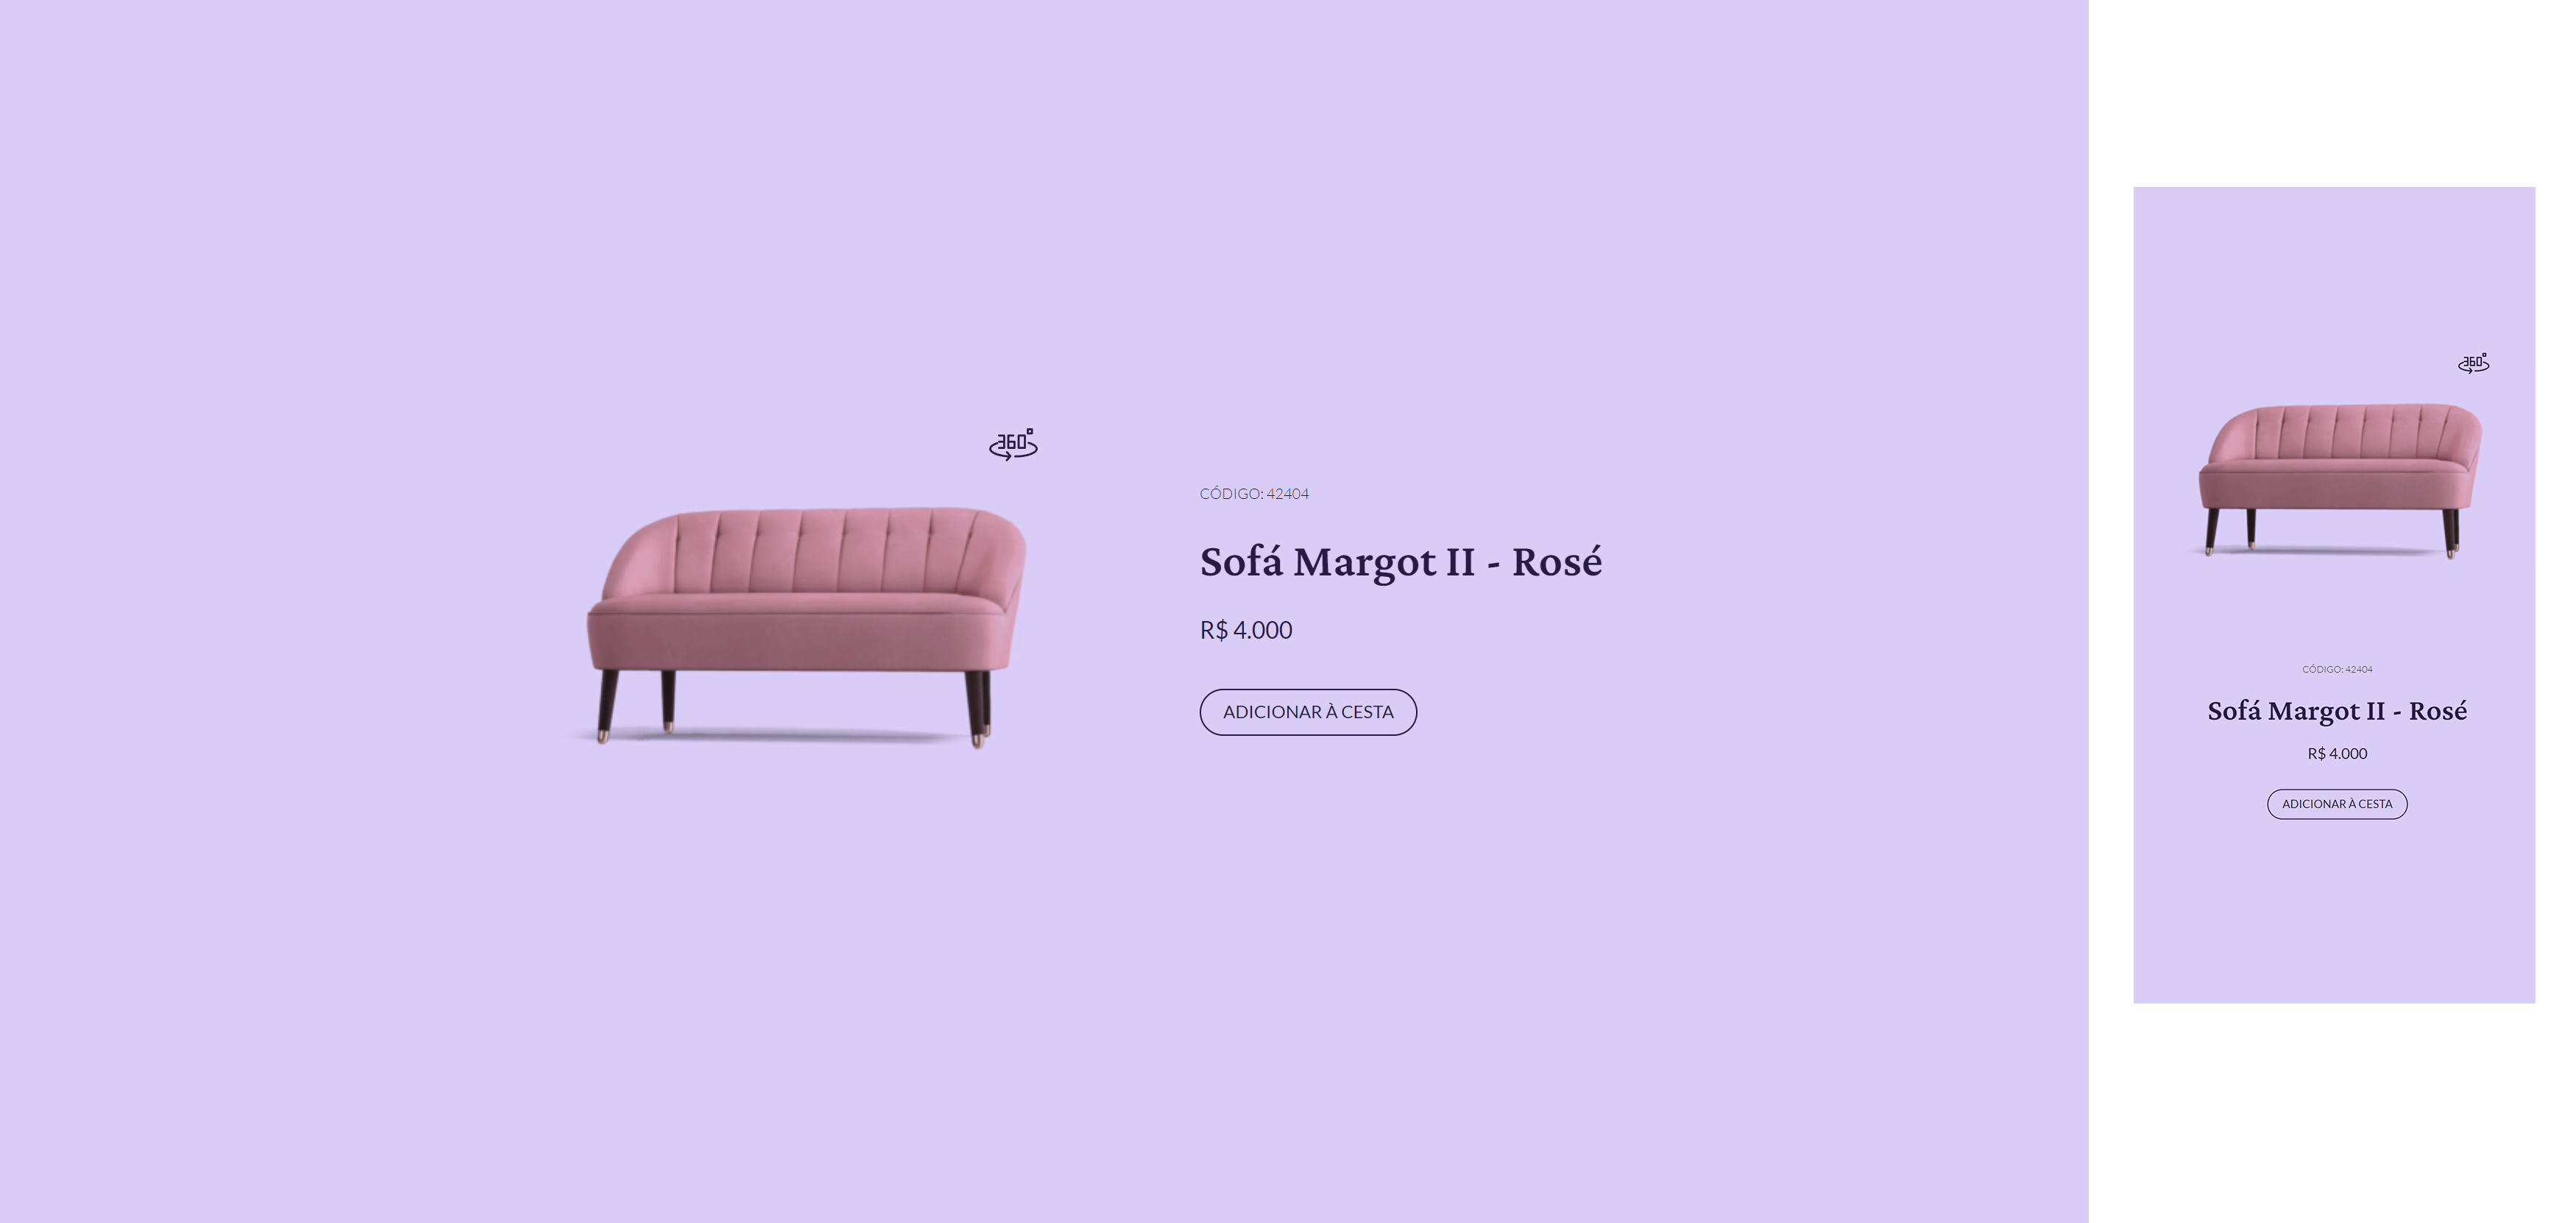 360°
CÓDIGO: 42404
Sofá Margot II - Rosé
R$ 4.000
ADICIONAR À CESTA
360°
CÓDIGO: 42404
Sofá Margot II - Rosé
R$ 4.000
ADICIONAR À CESTA